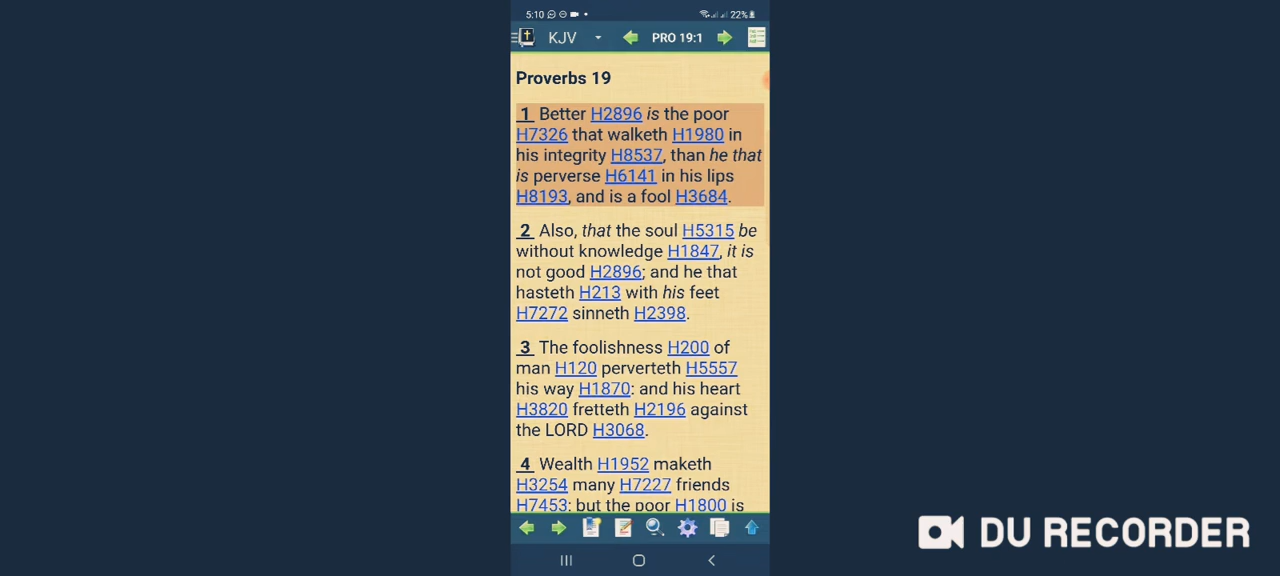 5:10
22%
KJV
PRO 19:1
Proverbs 19
1 Better H2896 is the poor
H7326 that walketh H1980 in
his integrity H8537, than he that
is perverse H6141 in his lips
H8193, and is a fool H3684.
2 Also, that the soul H5315 be
without knowledge H1847, it is
not good H2896; and he that
hasteth H213 with his feet
H7272 sinneth H2398.
3 The foolishness H200 of
man H120 perverteth H5557
his way H1870: and his heart
H3820 fretteth H2196 against
the LORD H3068.
4 Wealth H1952 maketh
H3254 many H7227 friends
H7453: but the poor H1800 is
DU RECORDER